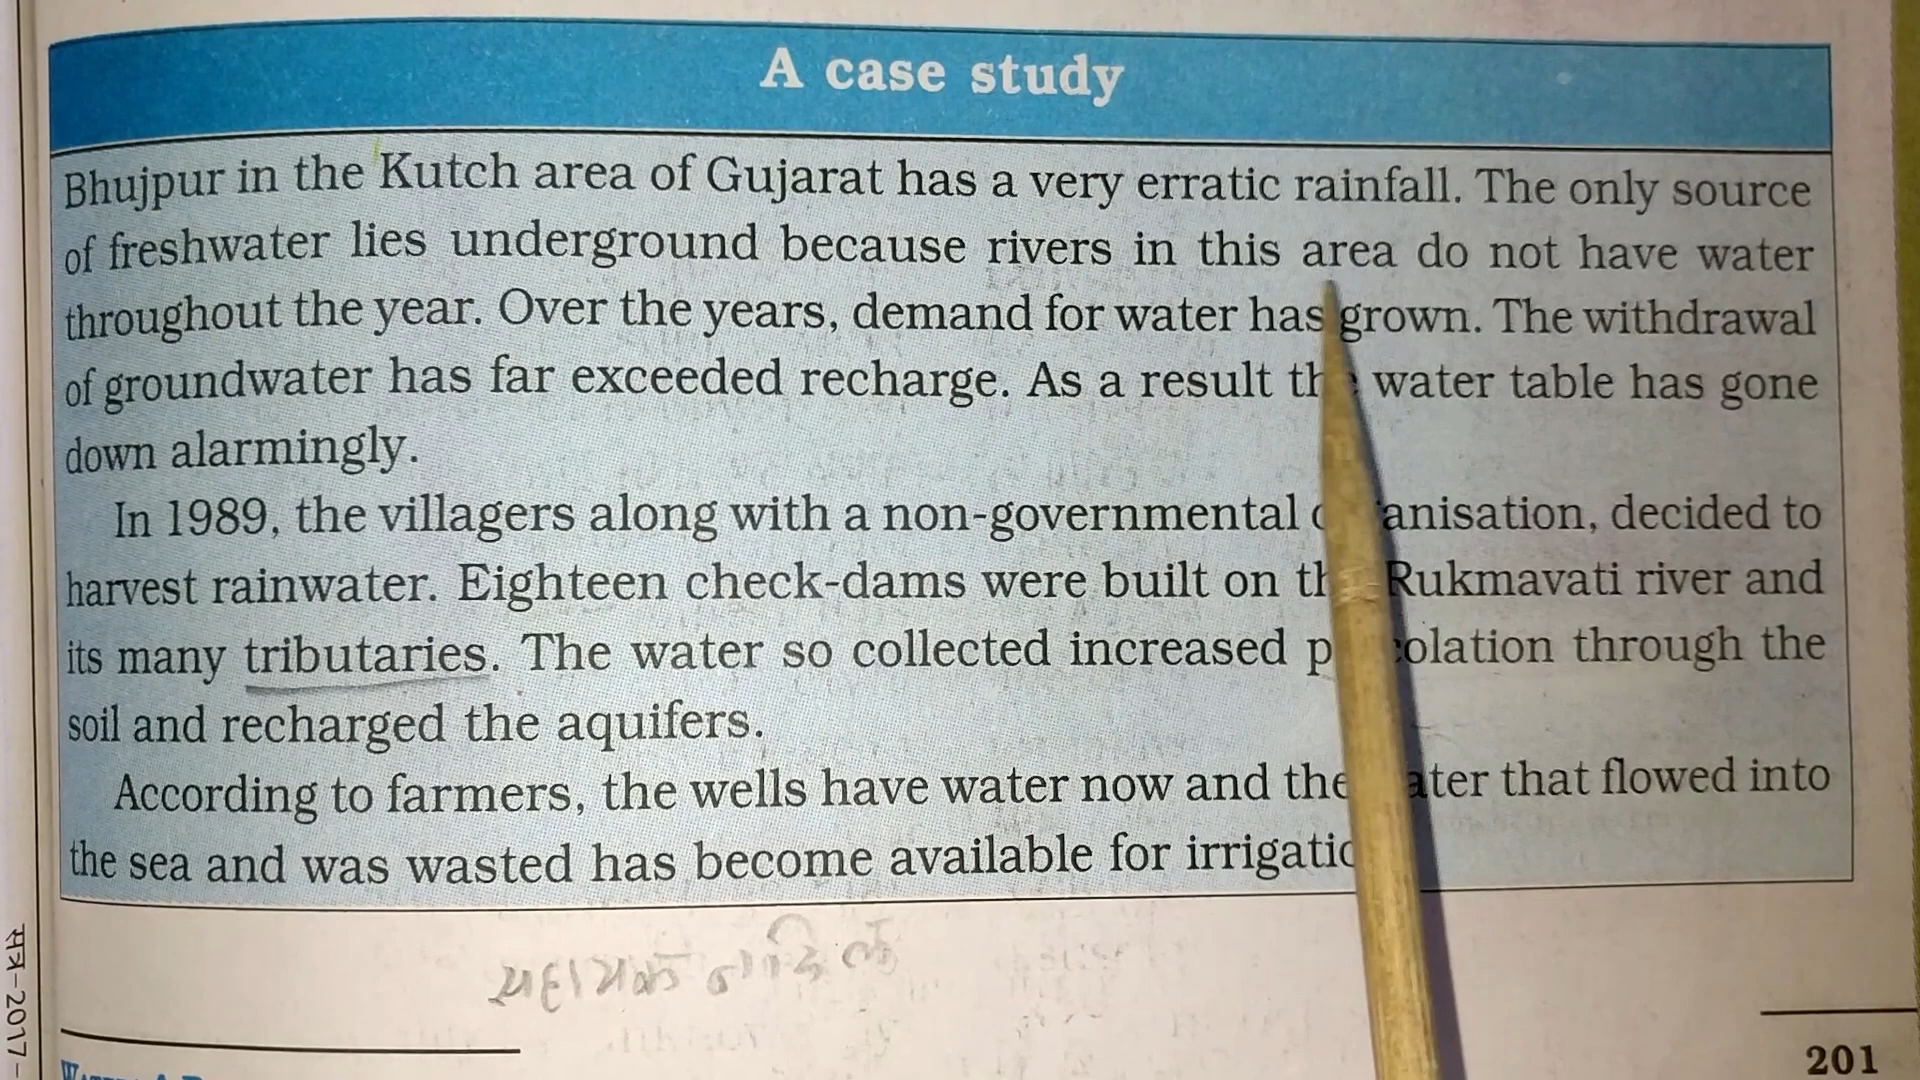 A case study
Bhujpur in the Kutch area of Gujarat has a very erratic rainfall. The only source
of freshwater lies underground because rivers in this area do not have water
throughout the year. Over the years, demand for water has grown. The withdrawal
of groundwater has far exceeded recharge. As a result the water table has gone
down alarmingly.
In 1989, the villagers along with a non-governmental organisation, decided to
harvest rainwater. Eighteen check-dams were built on the Rukmavati river and
its many tributaries. The water so collected increased percolation through the
soil and recharged the aquifers.
According to farmers, the wells have water now and the water that flowed into
the sea and was wasted has become available for irrigation
201
सत्र-2017-